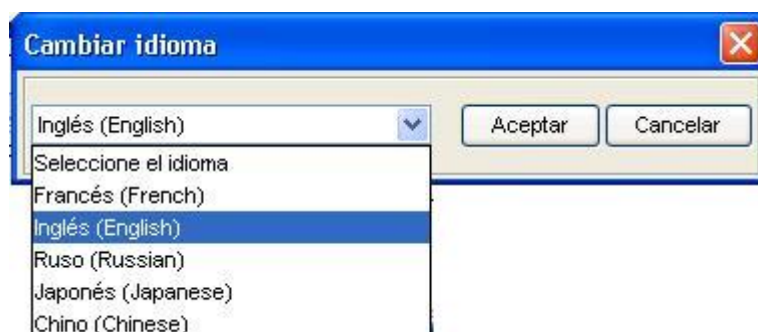 Cambiar idioma
Inglés (English)
Aceptar
Cancelar
Seleccione el idioma
Francés (French)
Inglés (English)
Ruso (Russian)
Japonés (Japanese)
Chino (Chinese)